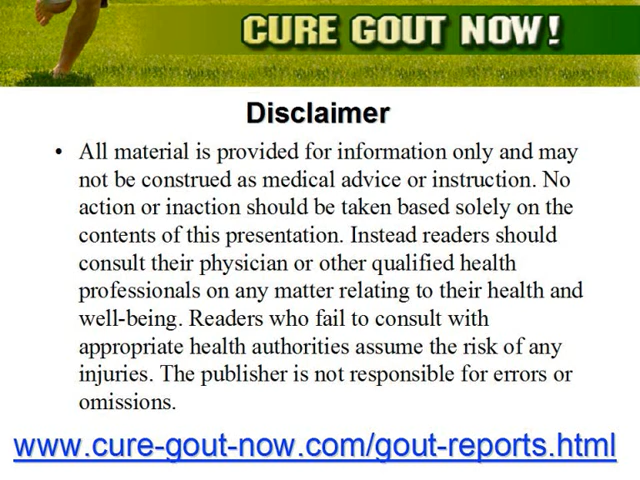 CURE GOUT NOW!
Disclaimer
• All material is provided for information only and may
not be construed as medical advice or instruction. No
action or inaction should be taken based solely on the
contents of this presentation. Instead readers should
consult their physician or other qualified health
professionals on any matter relating to their health and
well-being. Readers who fail to consult with
appropriate health authorities assume the risk of any
injuries. The publisher is not responsible for errors or
omissions.
www.cure-gout-now.com/gout-reports.html